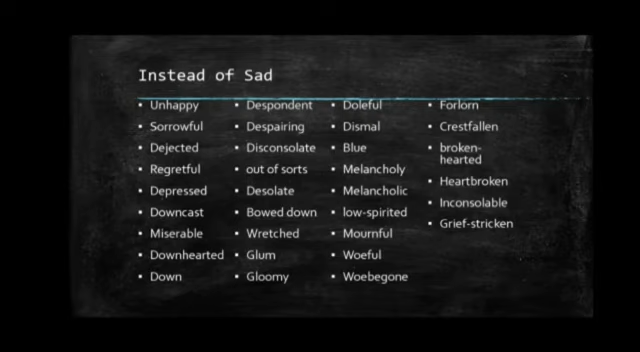 Instead of Sad
▪ Unhappy
▪ Sorrowful
▪ Dejected
▪ Regretful
▪ Depressed
▪ Downcast
▪ Miserable
▪ Downhearted
▪ Down
▪ Despondent
▪ Despairing
▪ Disconsolate
▪ out of sorts
▪ Desolate
▪ Bowed down
▪ Wretched
▪ Glum
▪ Gloomy
▪ Doleful
▪ Dismal
▪ Blue
▪ Melancholy
▪ Melancholic
▪ low-spirited
▪ Mournful
▪ Woeful
▪ Woebegone
▪ Forlorn
▪ Crestfallen
▪ broken-
hearted
▪ Heartbroken
▪ Inconsolable
▪ Grief-stricken